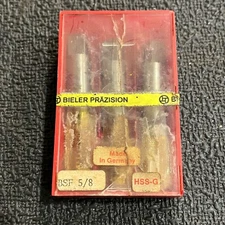 BIELER PRÄZISION
Made
in Germany
BSF 5/8
HSS-G